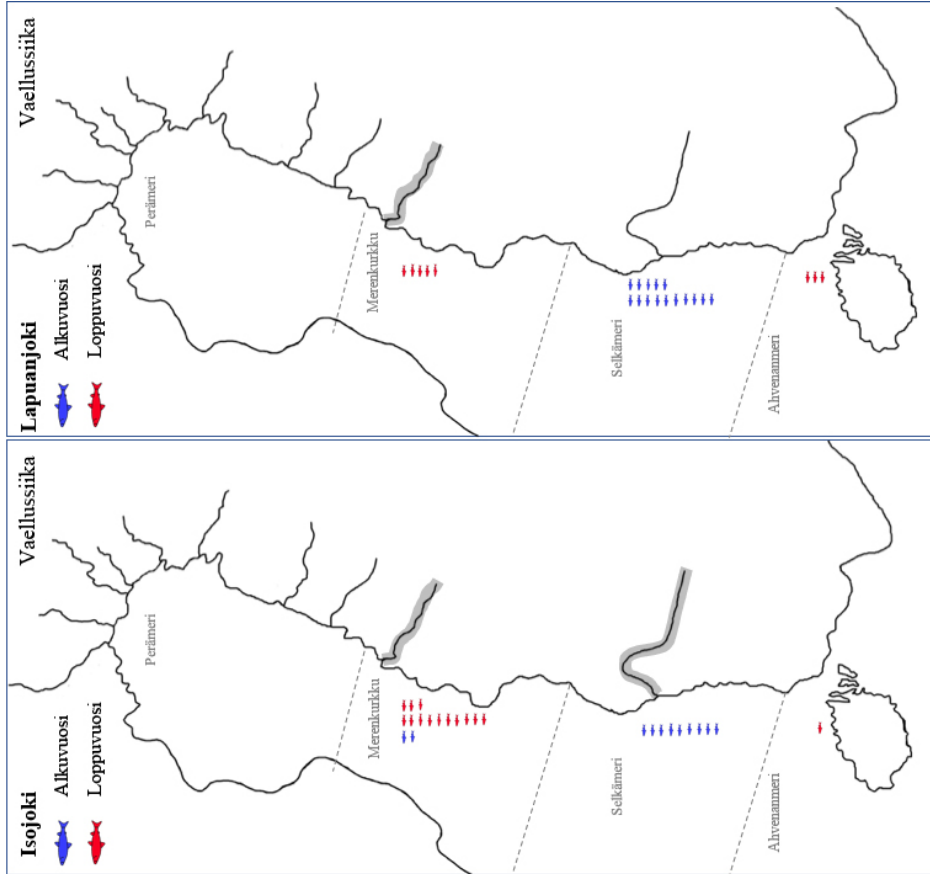 Isojoki Vaellussiika
Alkuvuosi
Loppuvuosi
Perämeri
Merenkurkku
Selkämeri
Ahvenanmeri
Lapuanjoki Vaellussiika
Alkuvuosi
Loppuvuosi
Perämeri
Merenkurkku
Selkämeri
Ahvenanmeri